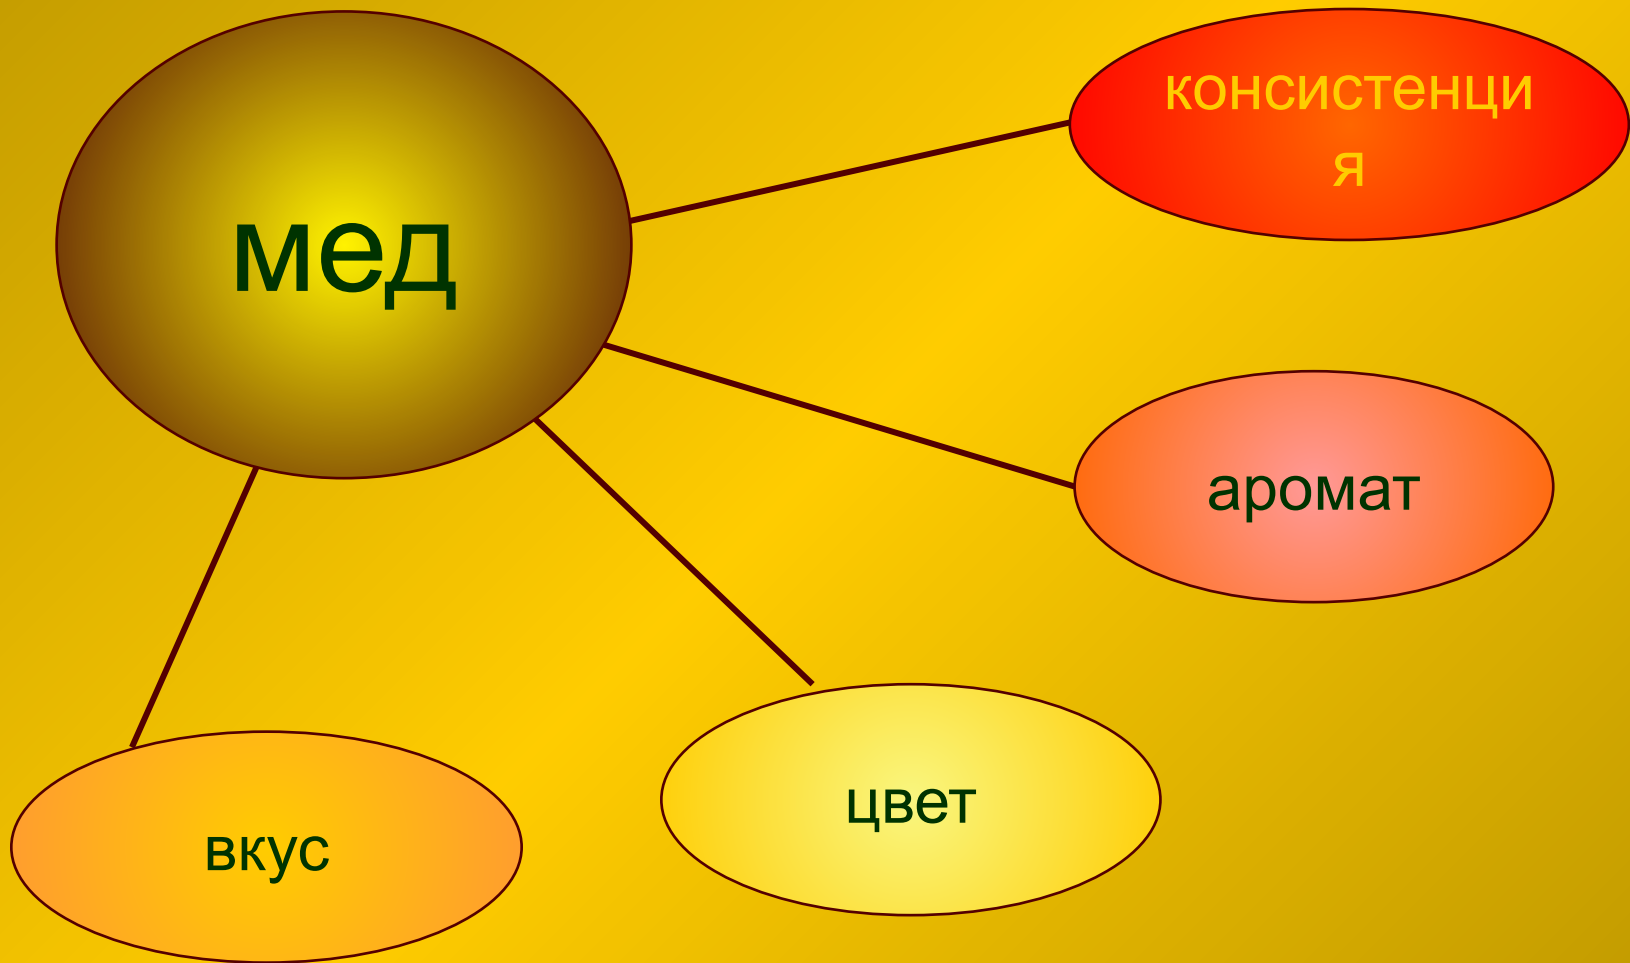 мед
консистенци
я
аромат
цвет
вкус